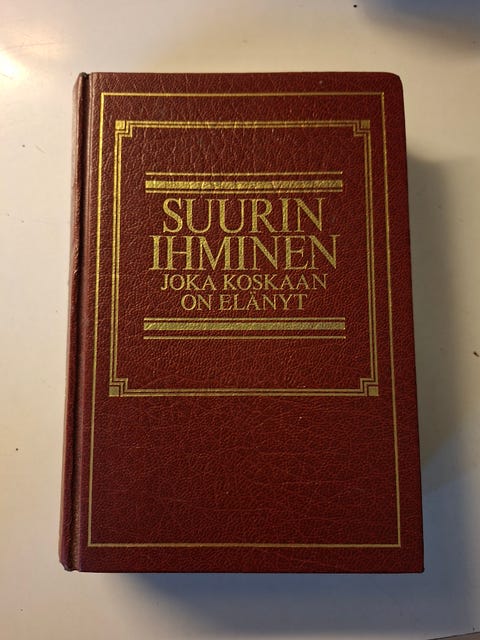 SUURIN
IHMINEN
JOKA KOSKAAN
ON ELÄNYT